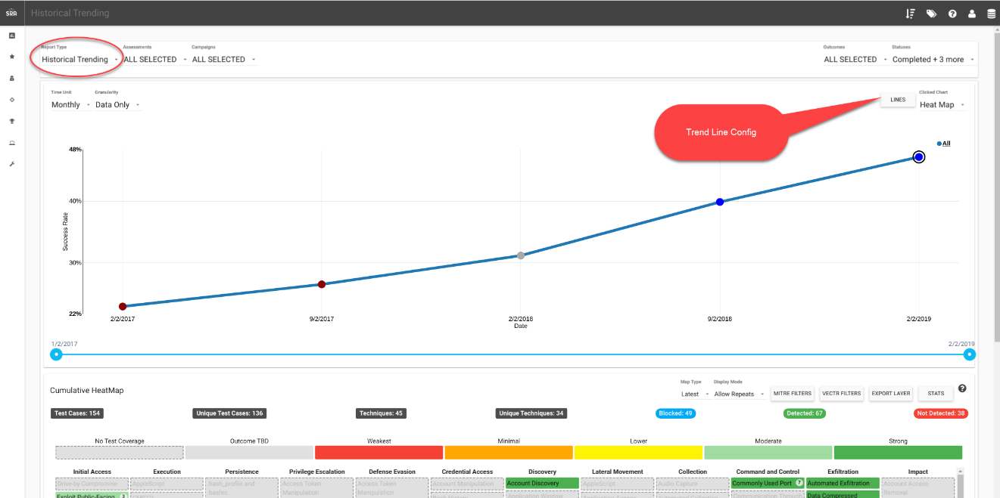 SRA Historical Trending
Report Type Assessments Campaigns Outcomes Statuses
Historical Trending ALL SELECTED ALL SELECTED ALL SELECTED Completed + 3 more
Time Unit Granularity Clicked Chart
Monthly Data Only LINES Heat Map
Trend Line Config
All
48%
40%
Success Rate
30%
22%
2/2/2017 9/2/2017 2/2/2018 9/2/2018 2/2/2019
Date
1/2/2017 2/2/2019
Map Type Display Mode
Cumulative HeatMap Latest Allow Repeats MITRE FILTERS VECTR FILTERS EXPORT LAYER STATS
Test Cases: 154 Unique Test Cases: 136 Techniques: 45 Unique Techniques: 34 Blocked: 49 Detected: 67 Not Detected: 38
No Test Coverage Outcome TBD Weakest Minimal Lower Moderate Strong
Initial Access Execution Persistence Privilege Escalation Defense Evasion Credential Access Discovery Lateral Movement Collection Command and Control Exfiltration Impact
Drive-by Compromise AppleScript .bash_profile and Access Token Access Token Account Manipulation Account Discovery AppleScript Audio Capture Commonly Used Port 7 Automated Exfiltration Account Access
.bashrc Manipulation Manipulation Removal
Exploit Public-Facing Application Window Data Compressed